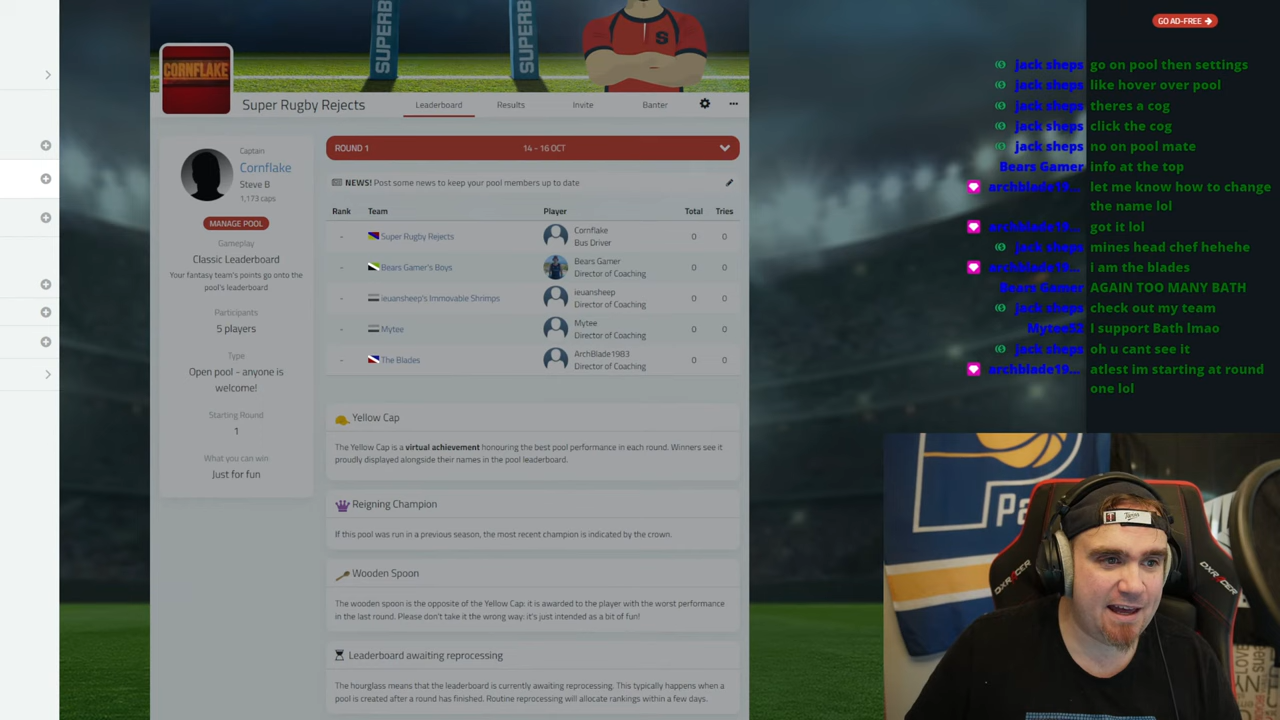 GO AD-FREE
SUPERB
SUPERB
S
CORNFLAKE
Super Rugby Rejects
Leaderboard
Results
Invite
Banter
Captain
Cornflake
Steve B
1,173 caps
MANAGE POOL
Gameplay
Classic Leaderboard
Your fantasy team's points go onto the
pool's leaderboard
Participants
5 players
Type
Open pool - anyone is
welcome!
Starting Round
1
What you can win:
Just for fun
ROUND 1 14 - 16 OCT
NEWS! Post some news to keep your pool members up to date
Rank Team Player Total Tries
- Super Rugby Rejects Cornflake 0 0
Bus Driver
- Bears Gamer's Boys Bears Gamer 0 0
Director of Coaching
- ieuansheep's Immovable Shrimps ieuansheep 0 0
Director of Coaching
- Mytee Mytee 0 0
Director of Coaching
- The Blades ArchBlade1983 0 0
Director of Coaching
Yellow Cap
The Yellow Cap is a virtual achievement honouring the best pool performance in each round. Winners see it
proudly displayed alongside their names in the pool leaderboard.
Reigning Champion
If this pool was run in a previous season, the most recent champion is indicated by the crown.
Wooden Spoon
The wooden spoon is the opposite of the Yellow Cap: it is awarded to the player with the worst performance
in the last round. Please don't take it the wrong way: it's just intended as a bit of fun!
Leaderboard awaiting reprocessing
The hourglass means that the leaderboard is currently awaiting reprocessing. This typically happens when a
pool is created after a round has finished. Routine reprocessing will allocate rankings within a few days.
jack sheps go on pool then settings
jack sheps like hover over pool
jack sheps theres a cog
jack sheps click the cog
jack sheps no on pool mate
Bears Gamer info at the top
archblade19... let me know how to change
the name lol
archblade19... got it lol
jack sheps mines head chef hehehe
archblade19... i am the blades
Bears Gamer AGAIN TOO MANY BATH
jack sheps check out my team
Mytee52 I support Bath lmao
jack sheps oh u cant see it
archblade19... atlest im starting at round
one lol
Pa
DXRACER
DXRACER